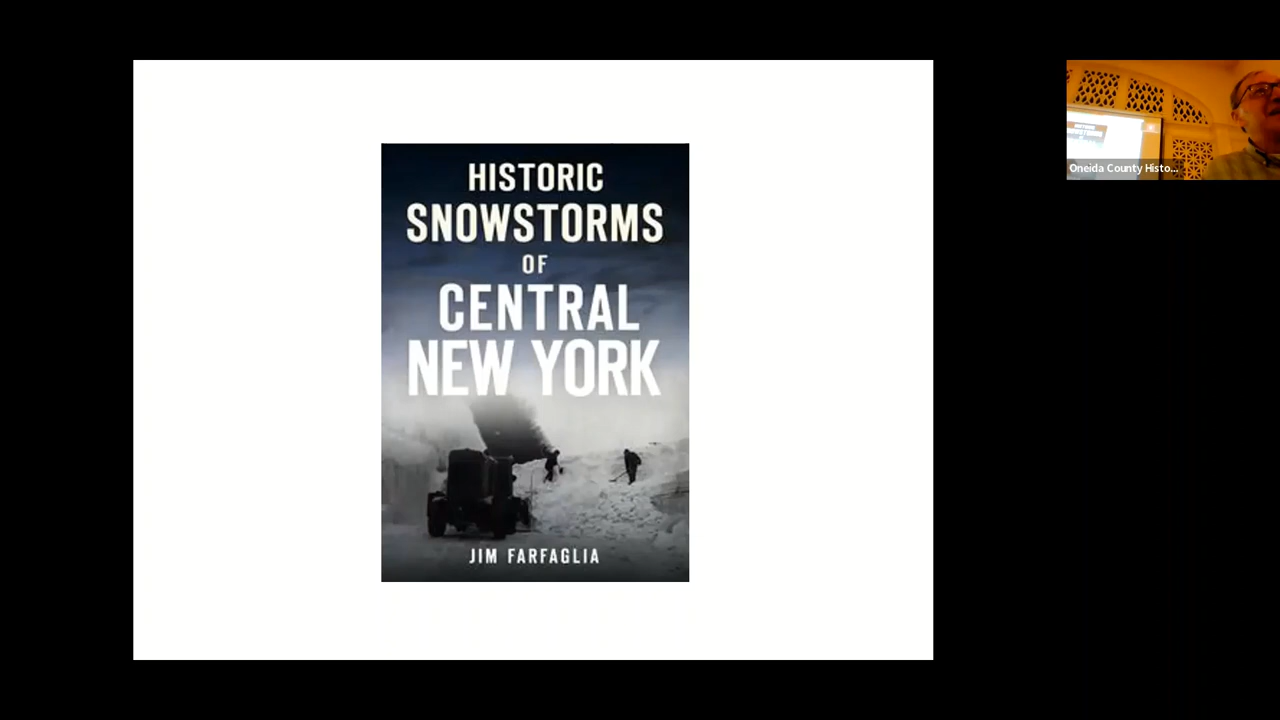 HISTORIC
SNOWSTORMS
OF
CENTRAL
NEW YORK
JIM FARFAGLIA
Oneida County Histo...